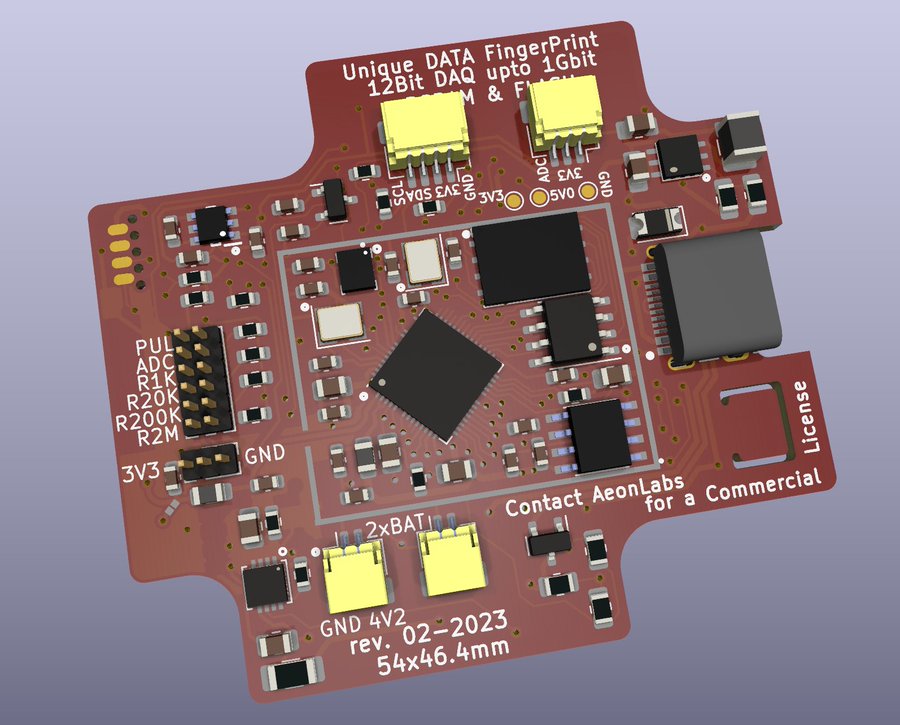 Unique DATA FingerPrint
12Bit DAQ upto 1Gbit
& 
SCL
SDA
3V3
GND
ADC
3V3
GND
3V3
5V0
PUL
ADC
R1K
R20K
R200K
R2M
3V3
GND
License
Contact AeonLabs
for a Commercial
2xBAT
GND 4V2
rev. 02-2023
54x46.4mm